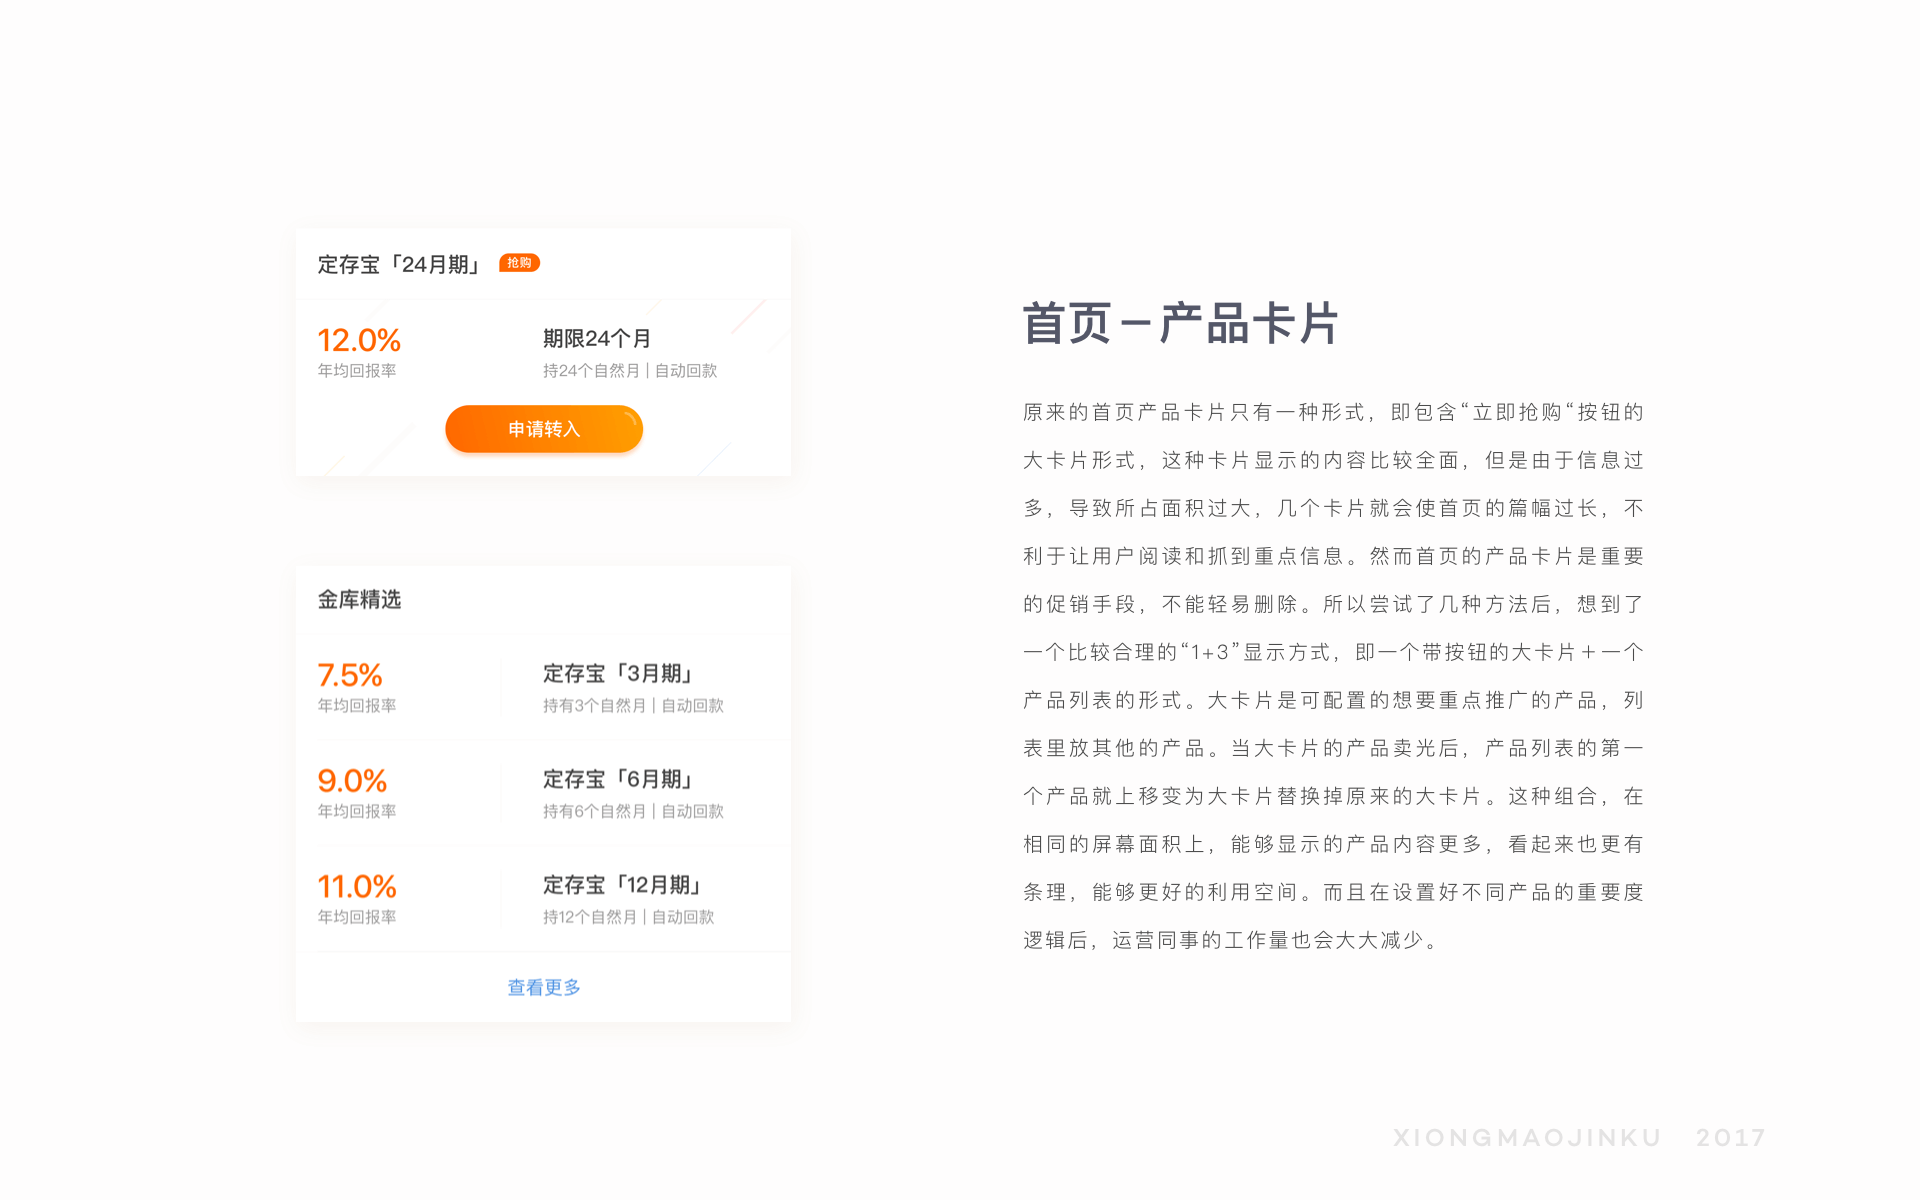 定存宝「24月期」 抢购
12.0%
年均回报率
期限24个月
持24个自然月 | 自动回款
申请转入
金库精选
7.5%
年均回报率
定存宝「3月期」
持有3个自然月 | 自动回款
9.0%
年均回报率
定存宝「6月期」
持有6个自然月 | 自动回款
11.0%
年均回报率
定存宝「12月期」
持12个自然月 | 自动回款
查看更多
首页－产品卡片
原来的首页产品卡片只有一种形式，即包含“立即抢购“按钮的
大卡片形式，这种卡片显示的内容比较全面，但是由于信息过
多，导致所占面积过大，几个卡片就会使首页的篇幅过长，不
利于让用户阅读和抓到重点信息。然而首页的产品卡片是重要
的促销手段，不能轻易删除。所以尝试了几种方法后，想到了
一个比较合理的“1+3”显示方式，即一个带按钮的大卡片＋一个
产品列表的形式。大卡片是可配置的想要重点推广的产品，列
表里放其他的产品。当大卡片的产品卖光后，产品列表的第一
个产品就上移变为大卡片替换掉原来的大卡片。这种组合，在
相同的屏幕面积上，能够显示的产品内容更多，看起来也更有
条理，能够更好的利用空间。而且在设置好不同产品的重要度
逻辑后，运营同事的工作量也会大大减少。
XIONGMAOJINKU 2017